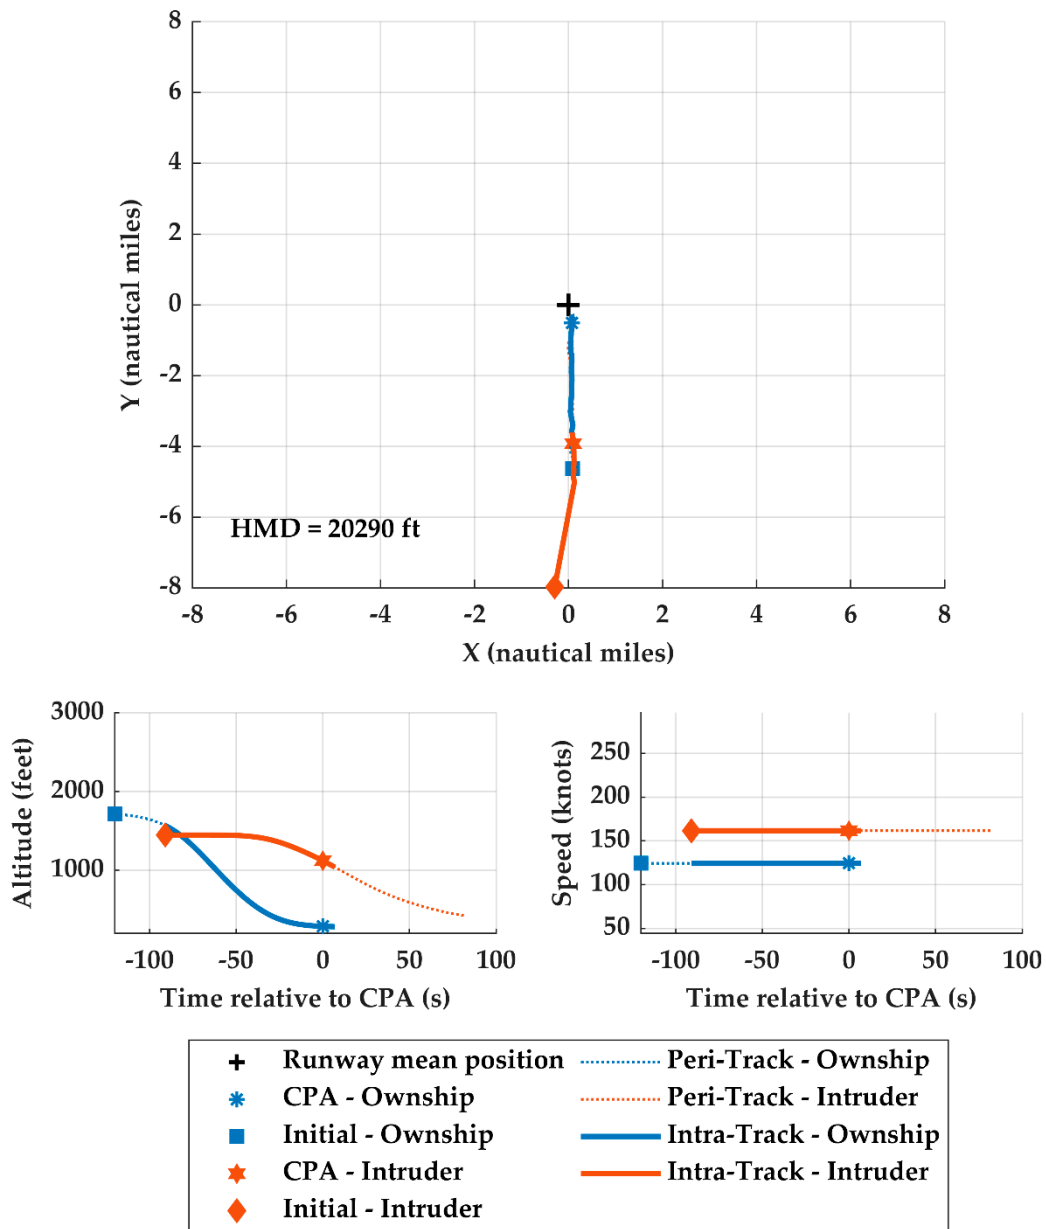 8
6
4
2
0
-2
-4
-6
-8
Y (nautical miles)
HMD = 20290 ft
-8 -6 -4 -2 0 2 4 6 8
X (nautical miles)
3000
2000
1000
Altitude (feet)
-100 -50 0 50 100
Time relative to CPA (s)
250
200
150
100
50
Speed (knots)
-100 -50 0 50 100
Time relative to CPA (s)
Runway mean position
CPA - Ownship
Initial - Ownship
CPA - Intruder
Initial - Intruder
Peri-Track - Ownship
Peri-Track - Intruder
Intra-Track - Ownship
Intra-Track - Intruder